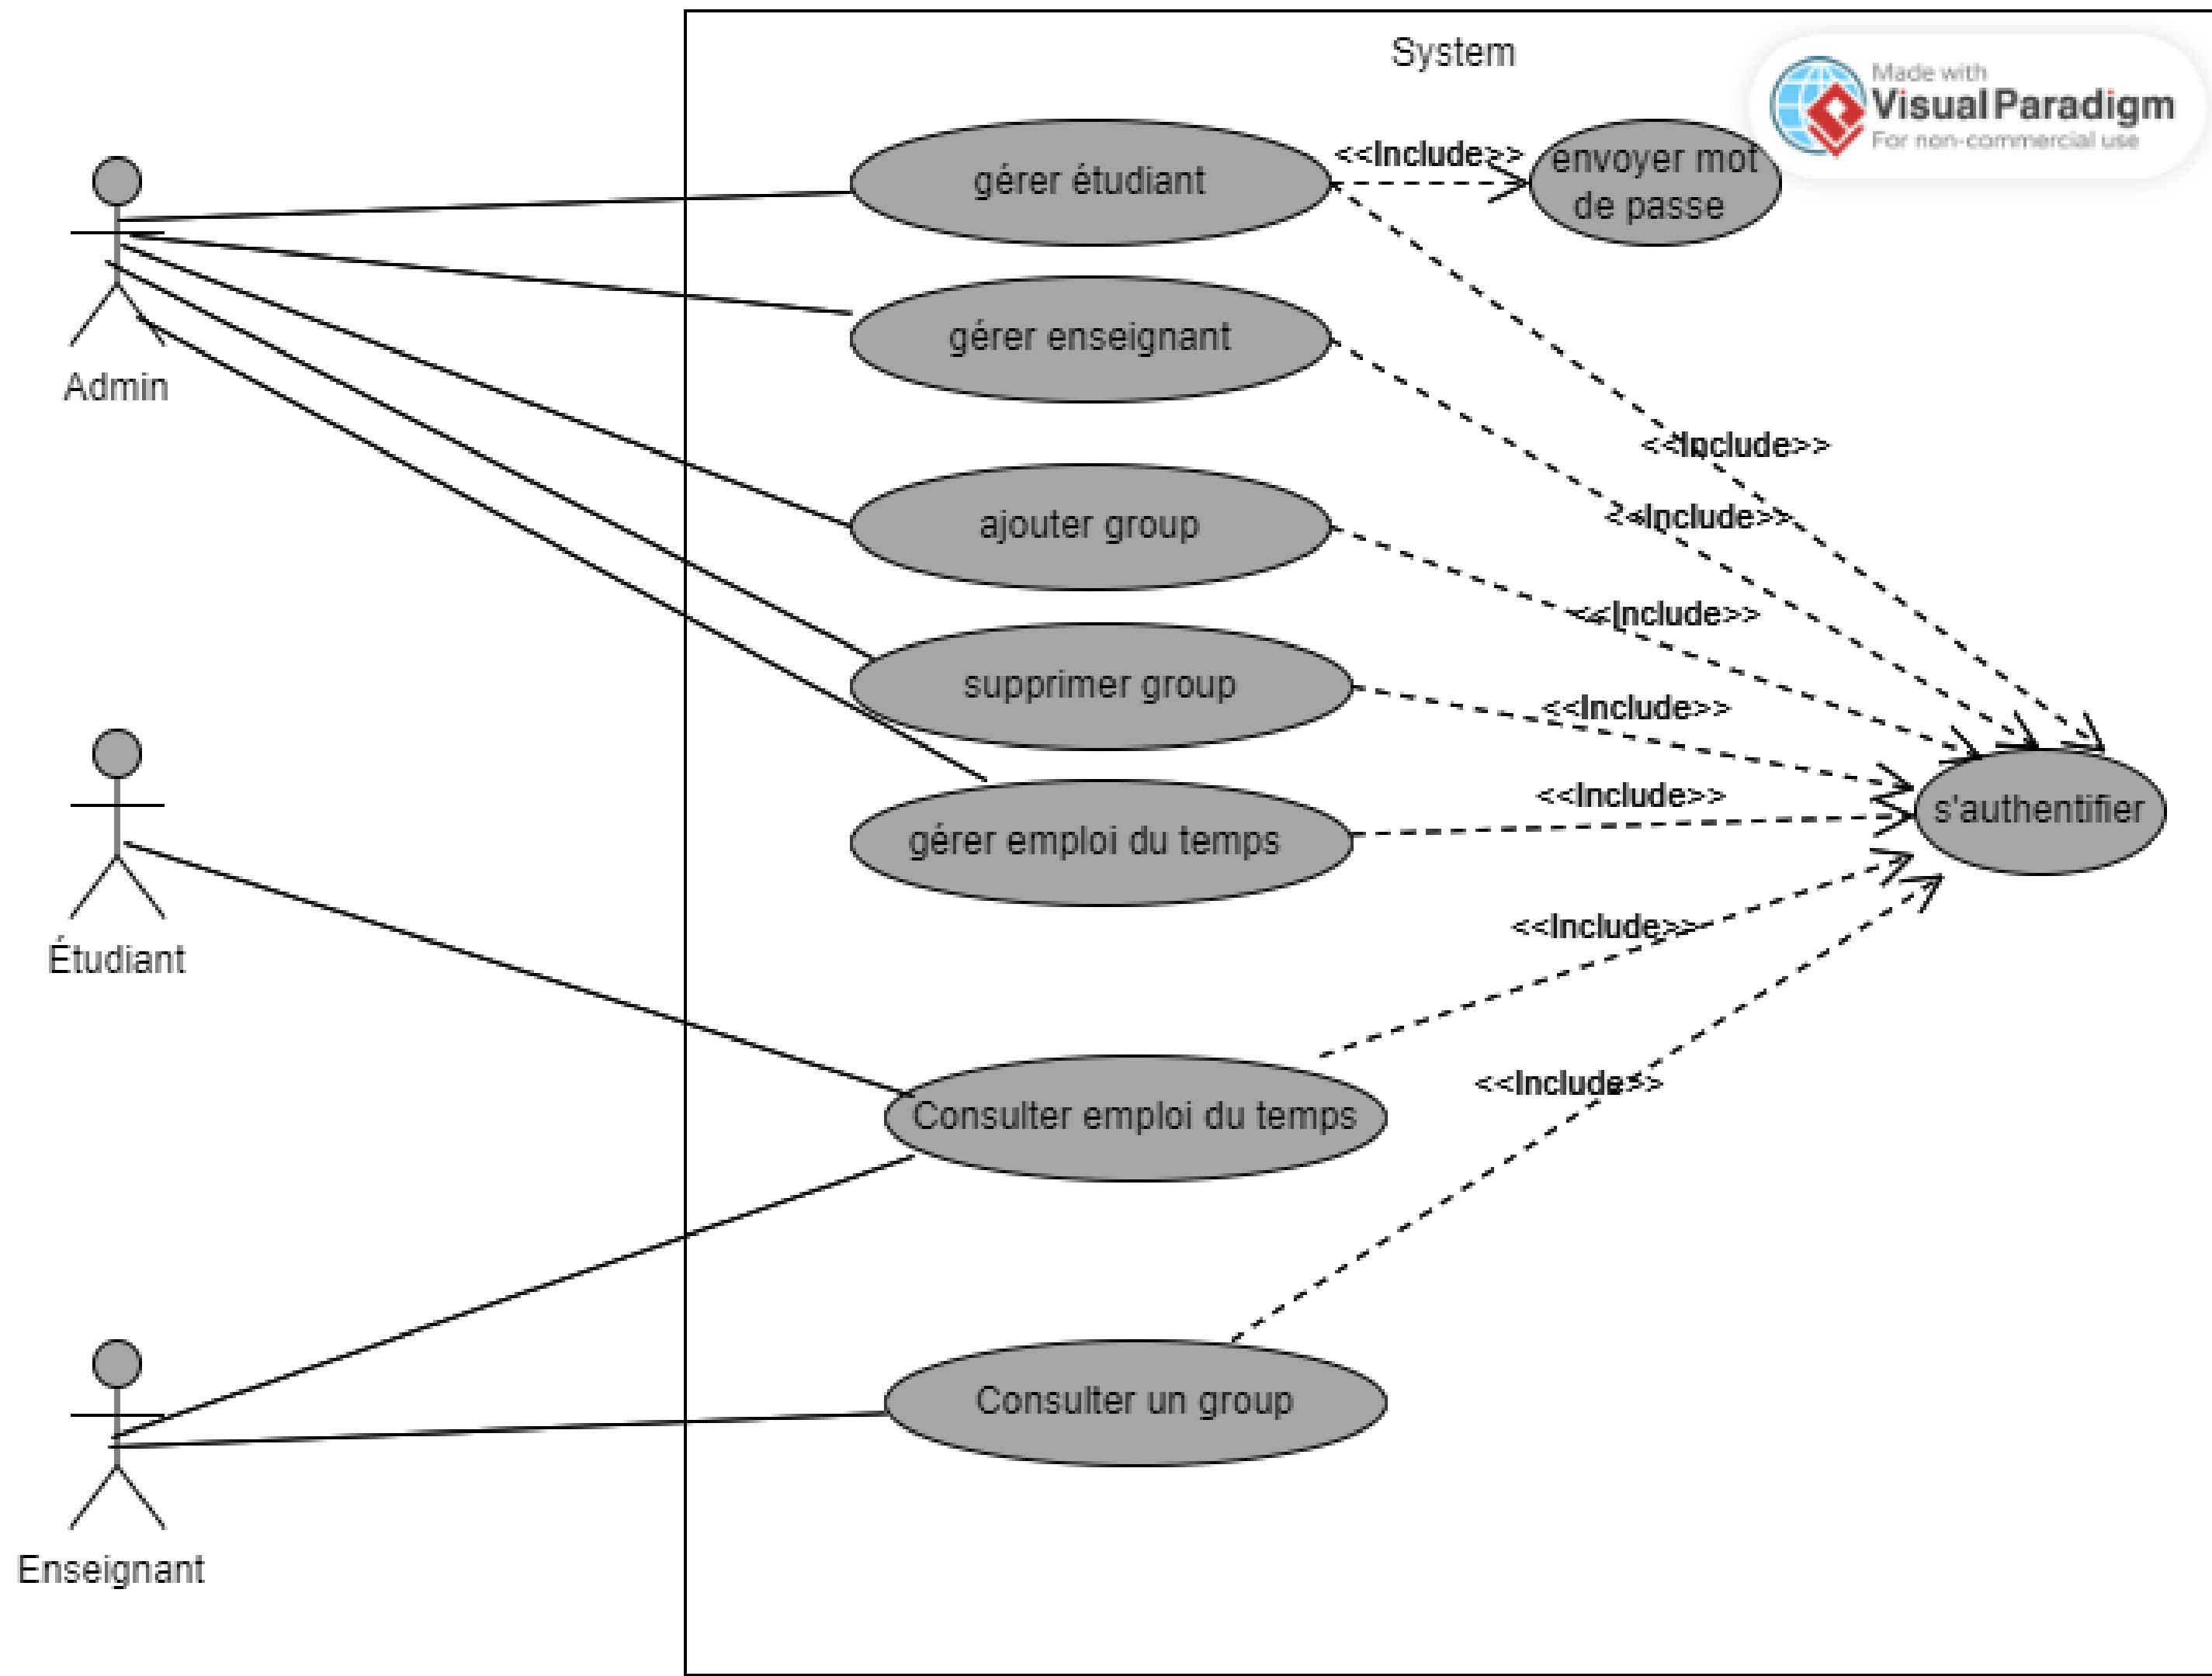 System
Made with
Visual Paradigm
For non-commercial use
gérer étudiant
<<Include>>
envoyer mot
de passe
gérer enseignant
Admin
<<Include>>
<<Include>>
ajouter group
<<Include>>
supprimer group
<<Include>>
<<Include>>
s'authentifier
gérer emploi du temps
<<Include>>
Étudiant
<<Include>>
Consulter emploi du temps
Consulter un group
Enseignant